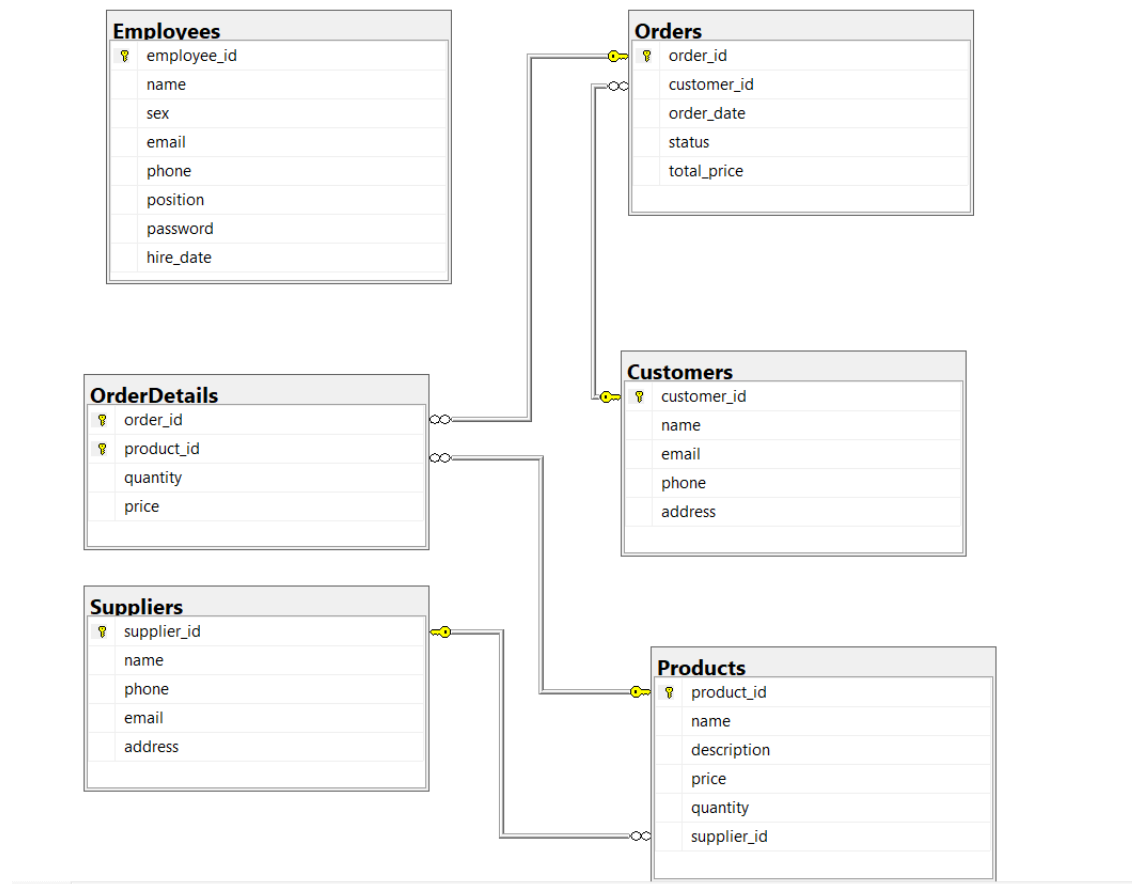 Employees
employee_id
name
sex
email
phone
position
password
hire_date
Orders
order_id
customer_id
order_date
status
total_price
OrderDetails
order_id
product_id
quantity
price
Customers
customer_id
name
email
phone
address
Suppliers
supplier_id
name
phone
email
address
Products
product_id
name
description
price
quantity
supplier_id